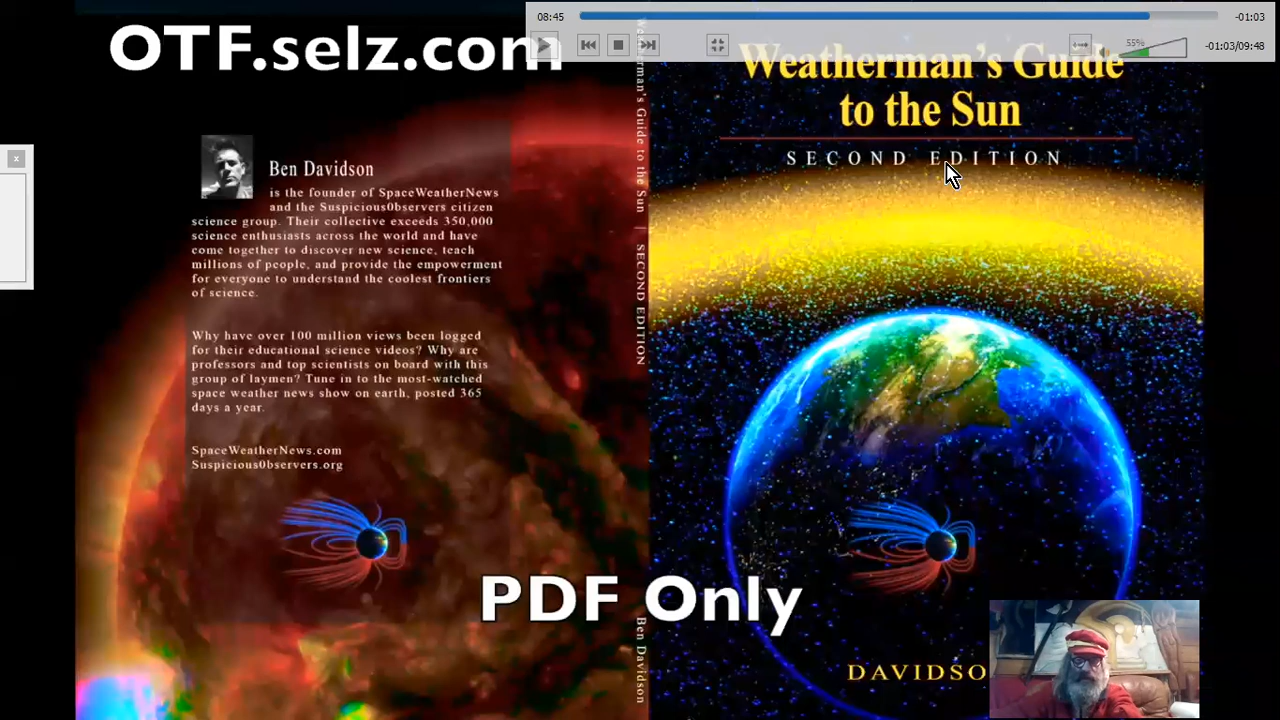 OTF.selz.com
08:45
-01:03
55%
-01:03/09:48
x
Ben Davidson
is the founder of SpaceWeatherNews
and the Suspicious0bservers citizen
science group. Their collective exceeds 350,000
science enthusiasts across the world and have
come together to discover new science, teach
millions of people, and provide the empowerment
for everyone to understand the coolest frontiers
of science.
Why have over 100 million views been logged
for their educational science videos? Why are
professors and top scientists on board with this
group of laymen? Tune in to the most-watched
space weather news show on earth, posted 365
days a year.
SpaceWeatherNews.com
Suspicious0bservers.org
Weatherman's Guide to the Sun | SECOND EDITION
Ben Davidson
Weatherman's Guide
to the Sun
SECOND EDITION
PDF Only
DAVIDSO